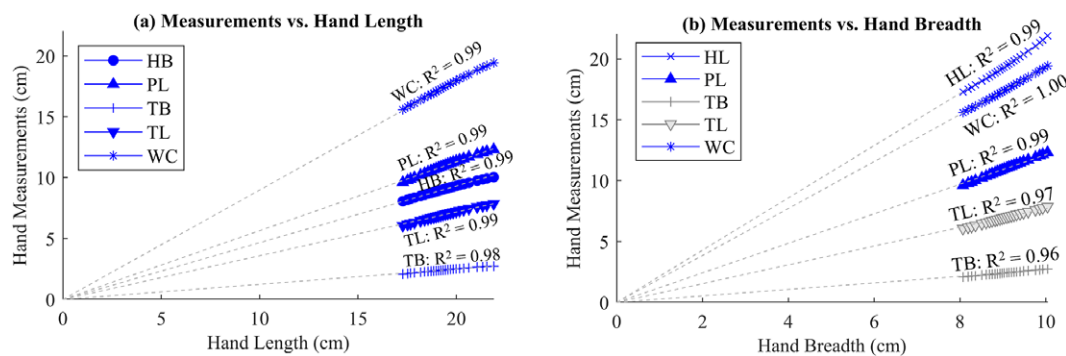 (a) Measurements vs. Hand Length
20
15
10
5
0
0 5 10 15 20
Hand Measurements (cm)
Hand Length (cm)
HB
PL
TB
TL
WC
WC: R² = 0.99
PL: R² = 0.99
HB: R² = 0.99
TL: R² = 0.99
TB: R² = 0.98
(b) Measurements vs. Hand Breadth
20
15
10
5
0
0 2 4 6 8 10
Hand Measurements (cm)
Hand Breadth (cm)
HL
PL
TB
TL
WC
HL: R² = 0.99
WC: R² = 1.00
PL: R² = 0.99
TL: R² = 0.97
TB: R² = 0.96